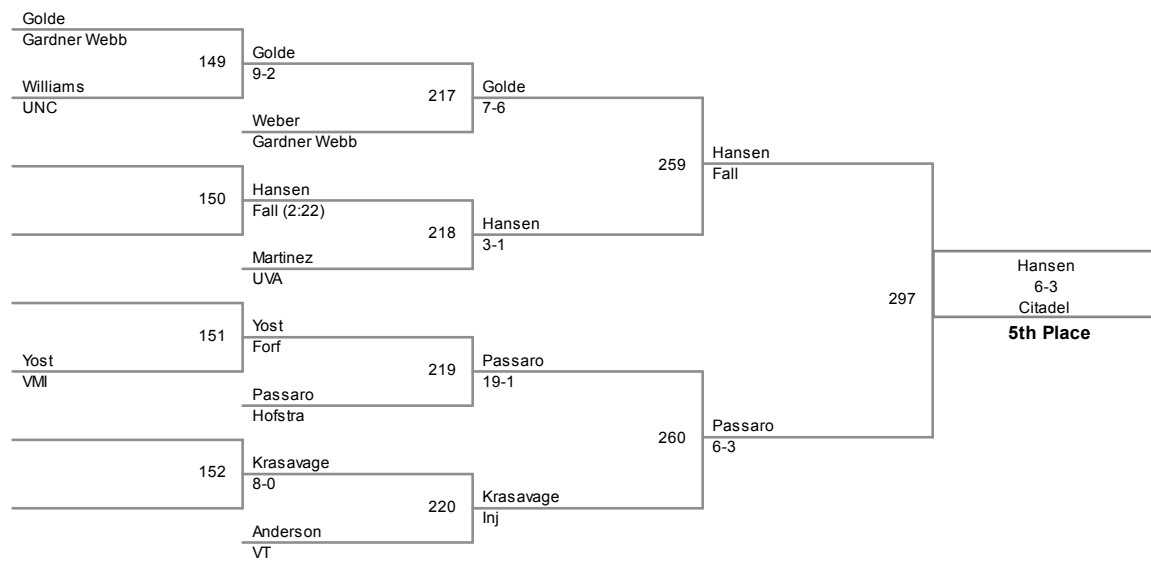 Golde
Gardner Webb
149
Williams
UNC
Golde
9-2
217
Weber
Gardner Webb
Golde
7-6
150
Hansen
Fall (2:22)
218
Martinez
UVA
Hansen
3-1
259
Hansen
Fall
151
Yost
VMI
Yost
Forf
219
Passaro
Hofstra
Passaro
19-1
152
Krasavage
8-0
220
Anderson
VT
Krasavage
Inj
260
Passaro
6-3
297
Hansen
6-3
Citadel
5th Place